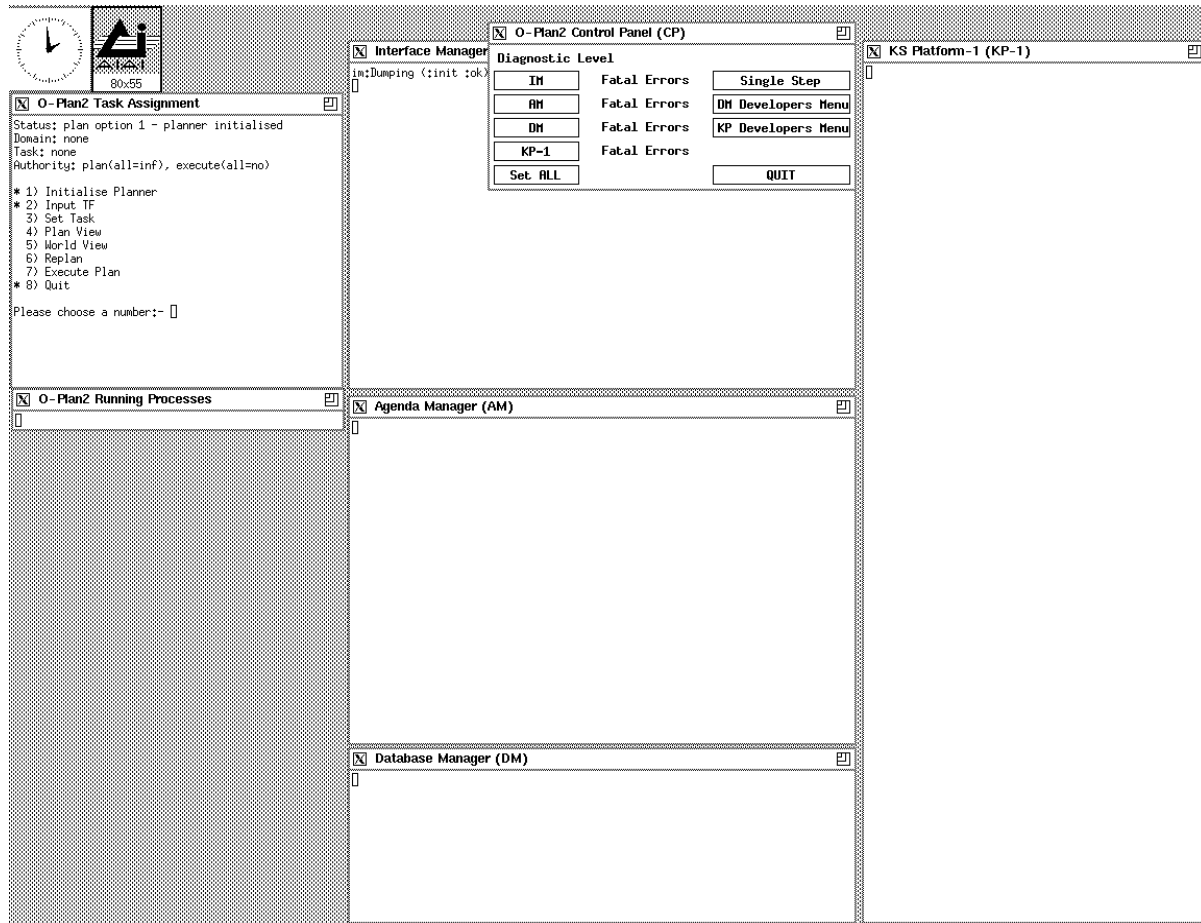 AIAI
80x55
O-Plan2 Task Assignment
Status: plan option 1 - planner initialised
Domain: none
Task: none
Authority: plan(all=inf), execute(all=no)
* 1) Initialise Planner
* 2) Input TF
3) Set Task
4) Plan View
5) World View
6) Replan
7) Execute Plan
* 8) Quit
Please choose a number:-
O-Plan2 Running Processes
Interface Manager
im:Dumping (:init :ok)
O-Plan2 Control Panel (CP)
Diagnostic Level
IM Fatal Errors Single Step
AM Fatal Errors DM Developers Menu
DM Fatal Errors KP Developers Menu
KP-1 Fatal Errors
Set ALL QUIT
Agenda Manager (AM)
Database Manager (DM)
KS Platform-1 (KP-1)